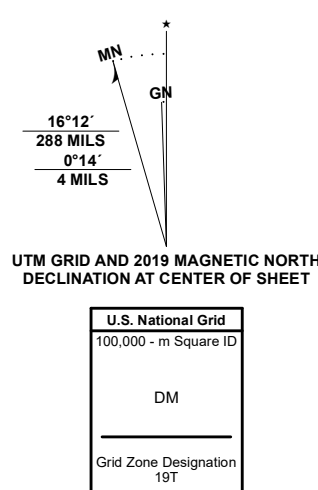 ★
MN
GN
16°12´
288 MILS
0°14´
4 MILS
UTM GRID AND 2019 MAGNETIC NORTH
DECLINATION AT CENTER OF SHEET
U.S. National Grid
100,000 - m Square ID
DM
Grid Zone Designation
19T